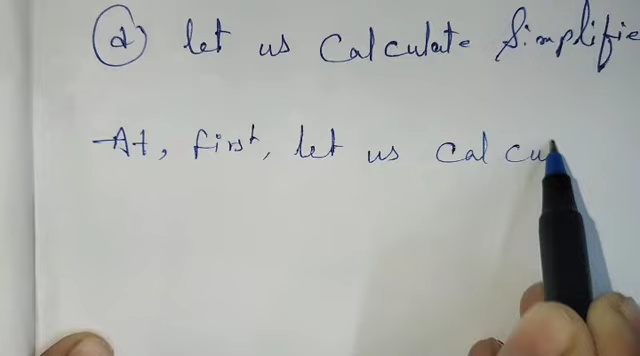 (d) let us Calculate Simplifie
At, first, let us calcu